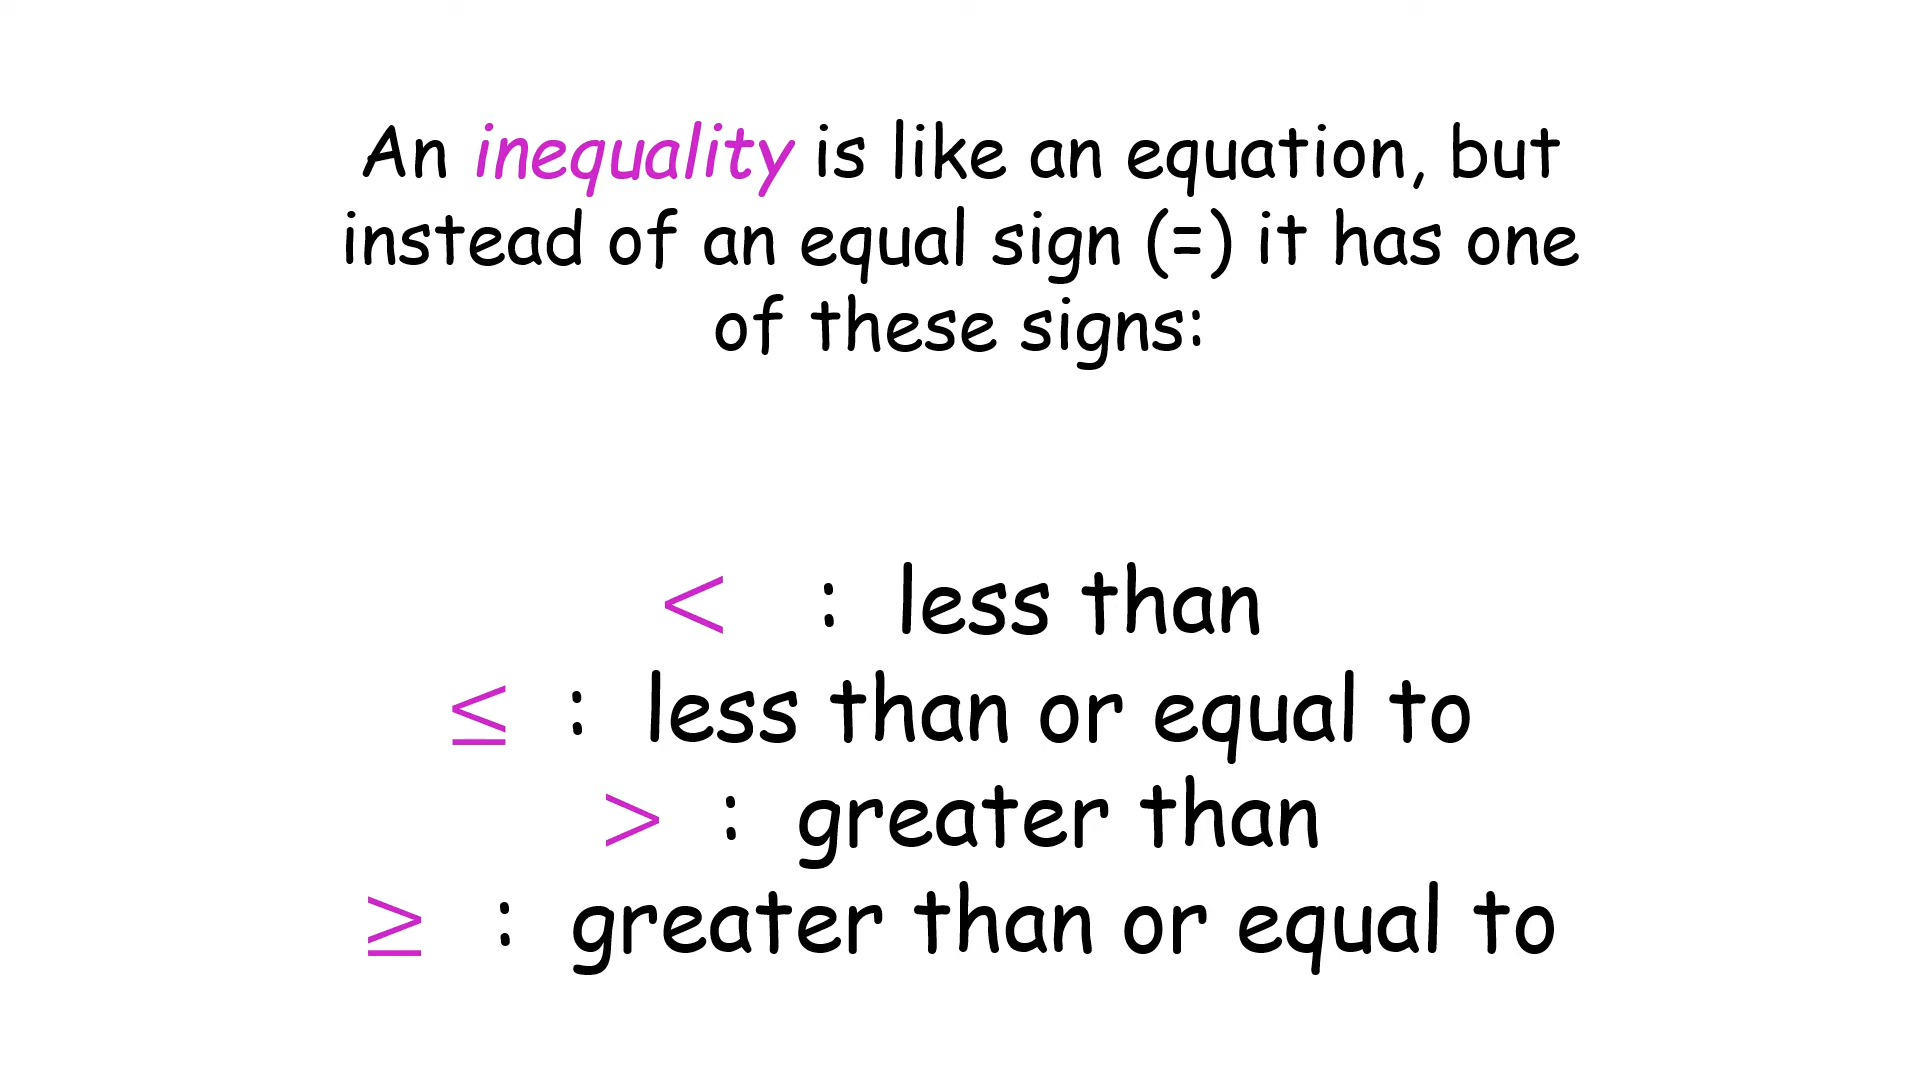 An inequality is like an equation, but
instead of an equal sign (=) it has one
of these signs:
< : less than
≤ : less than or equal to
> : greater than
≥ : greater than or equal to